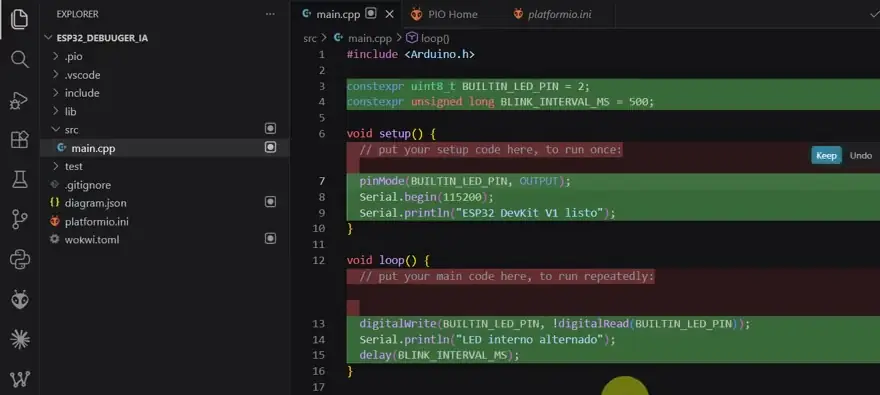 EXPLORER
ESP32_DEBUUGER_IA
.pio
.vscode
include
lib
src
main.cpp
test
.gitignore
diagram.json
platformio.ini
wokwi.toml
main.cpp
PIO Home
platformio.ini
src > main.cpp > loop()
1 #include <Arduino.h>
2
3 constexpr uint8_t BUILTIN_LED_PIN = 2;
4 constexpr unsigned long BLINK_INTERVAL_MS = 500;
5
6 void setup() {
// put your setup code here, to run once:
Keep Undo
7 pinMode(BUILTIN_LED_PIN, OUTPUT);
8 Serial.begin(115200);
9 Serial.println("ESP32 DevKit V1 listo");
10 }
11
12 void loop() {
// put your main code here, to run repeatedly:
13 digitalWrite(BUILTIN_LED_PIN, !digitalRead(BUILTIN_LED_PIN));
14 Serial.println("LED interno alternado");
15 delay(BLINK_INTERVAL_MS);
16 }
17